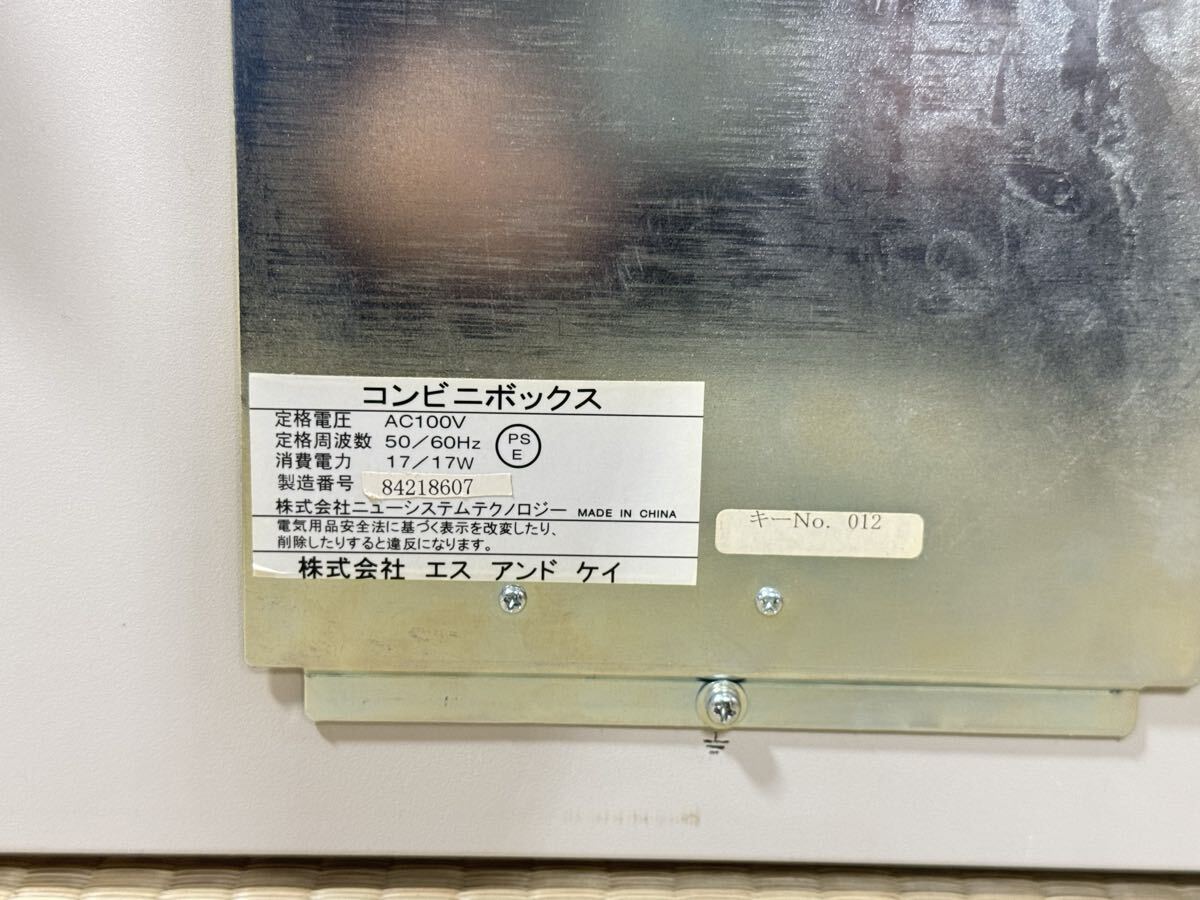 コンビニボックス
定格電圧 AC100V
定格周波数 50/60Hz
PS
E
消費電力 17/17W
製造番号 84218607
株式会社ニューシステムテクノロジー MADE IN CHINA
電気用品安全法に基づく表示を改変したり、
削除したりすると違反になります。
株式会社 エス アンド ケイ
キーNo. 012